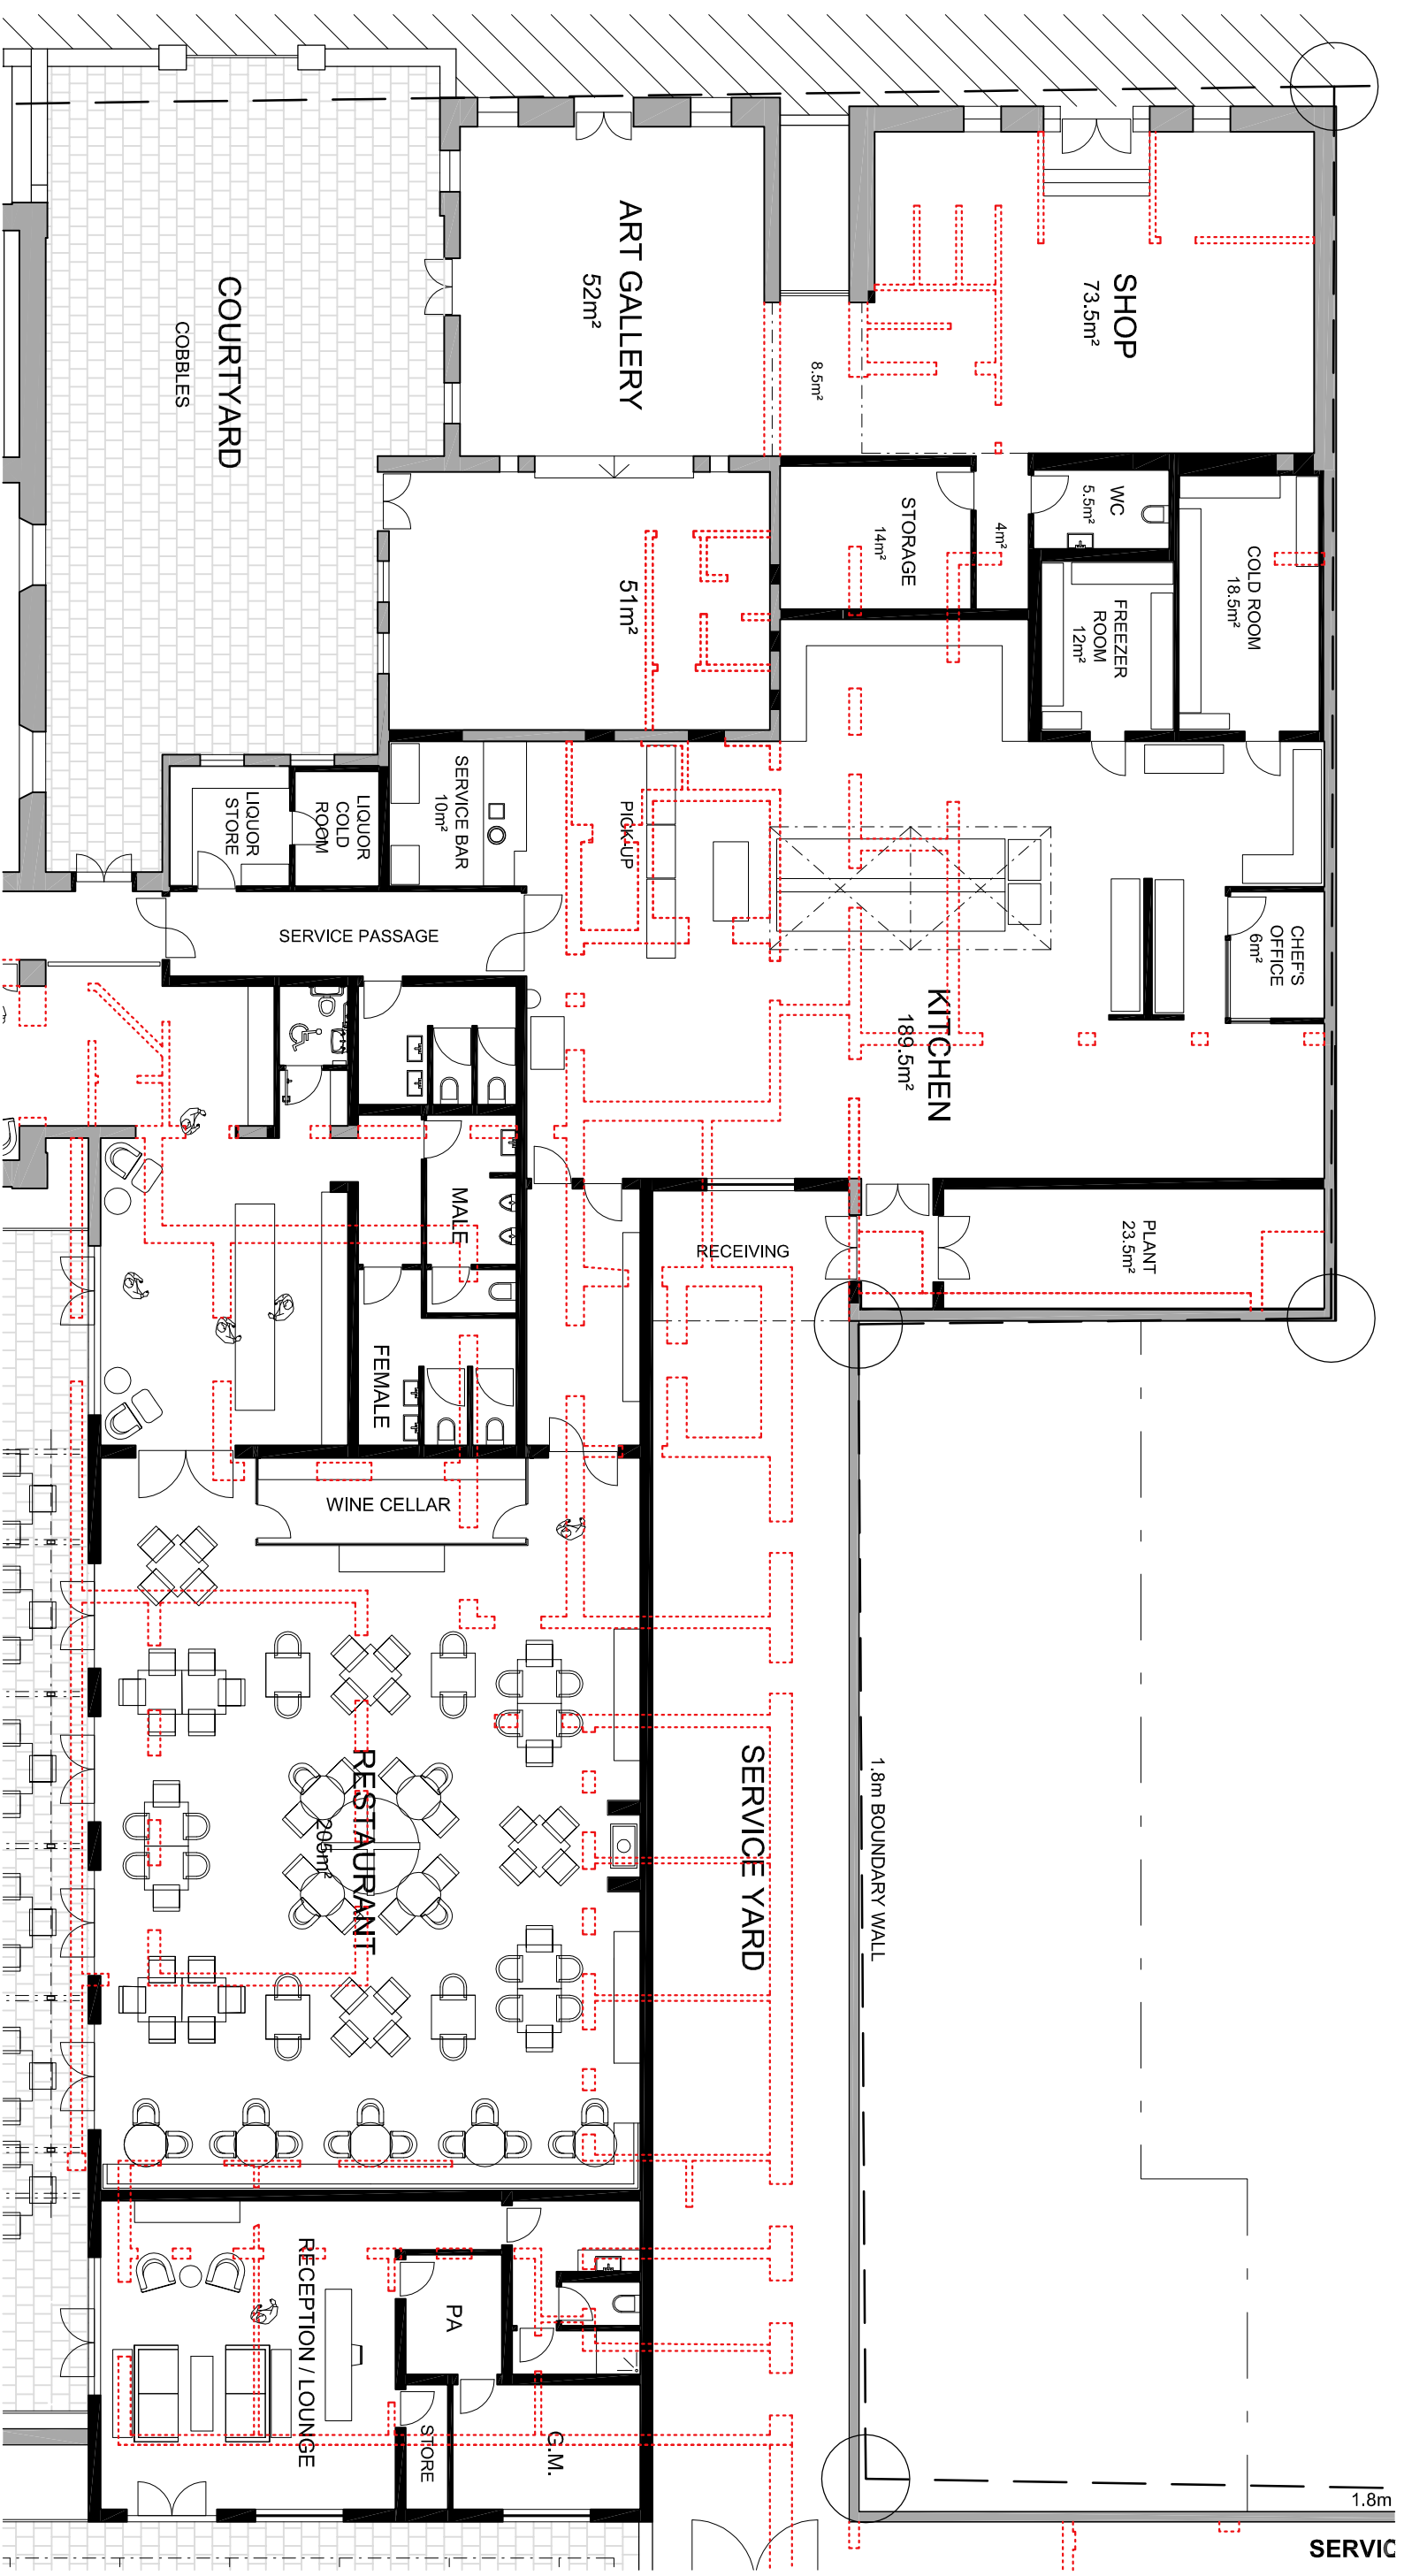 ART GALLERY
52m²
SHOP
73.5m²
8.5m²
COURTYARD
COBBLES
STORAGE
14m²
4m²
WC
5.5m²
COLD ROOM
18.5m²
FREEZER
ROOM
12m²
51m²
SERVICE BAR
10m²
PICK-UP
LIQUOR
COLD
ROOM
LIQUOR
STORE
SERVICE PASSAGE
CHEF'S
OFFICE
6m²
KITCHEN
189.5m²
MALE
FEMALE
RECEIVING
PLANT
23.5m²
WINE CELLAR
RESTAURANT
205m²
SERVICE YARD
1.8m BOUNDARY WALL
RECEPTION / LOUNGE
PA
STORE
G.M.
1.8m
SERVIC